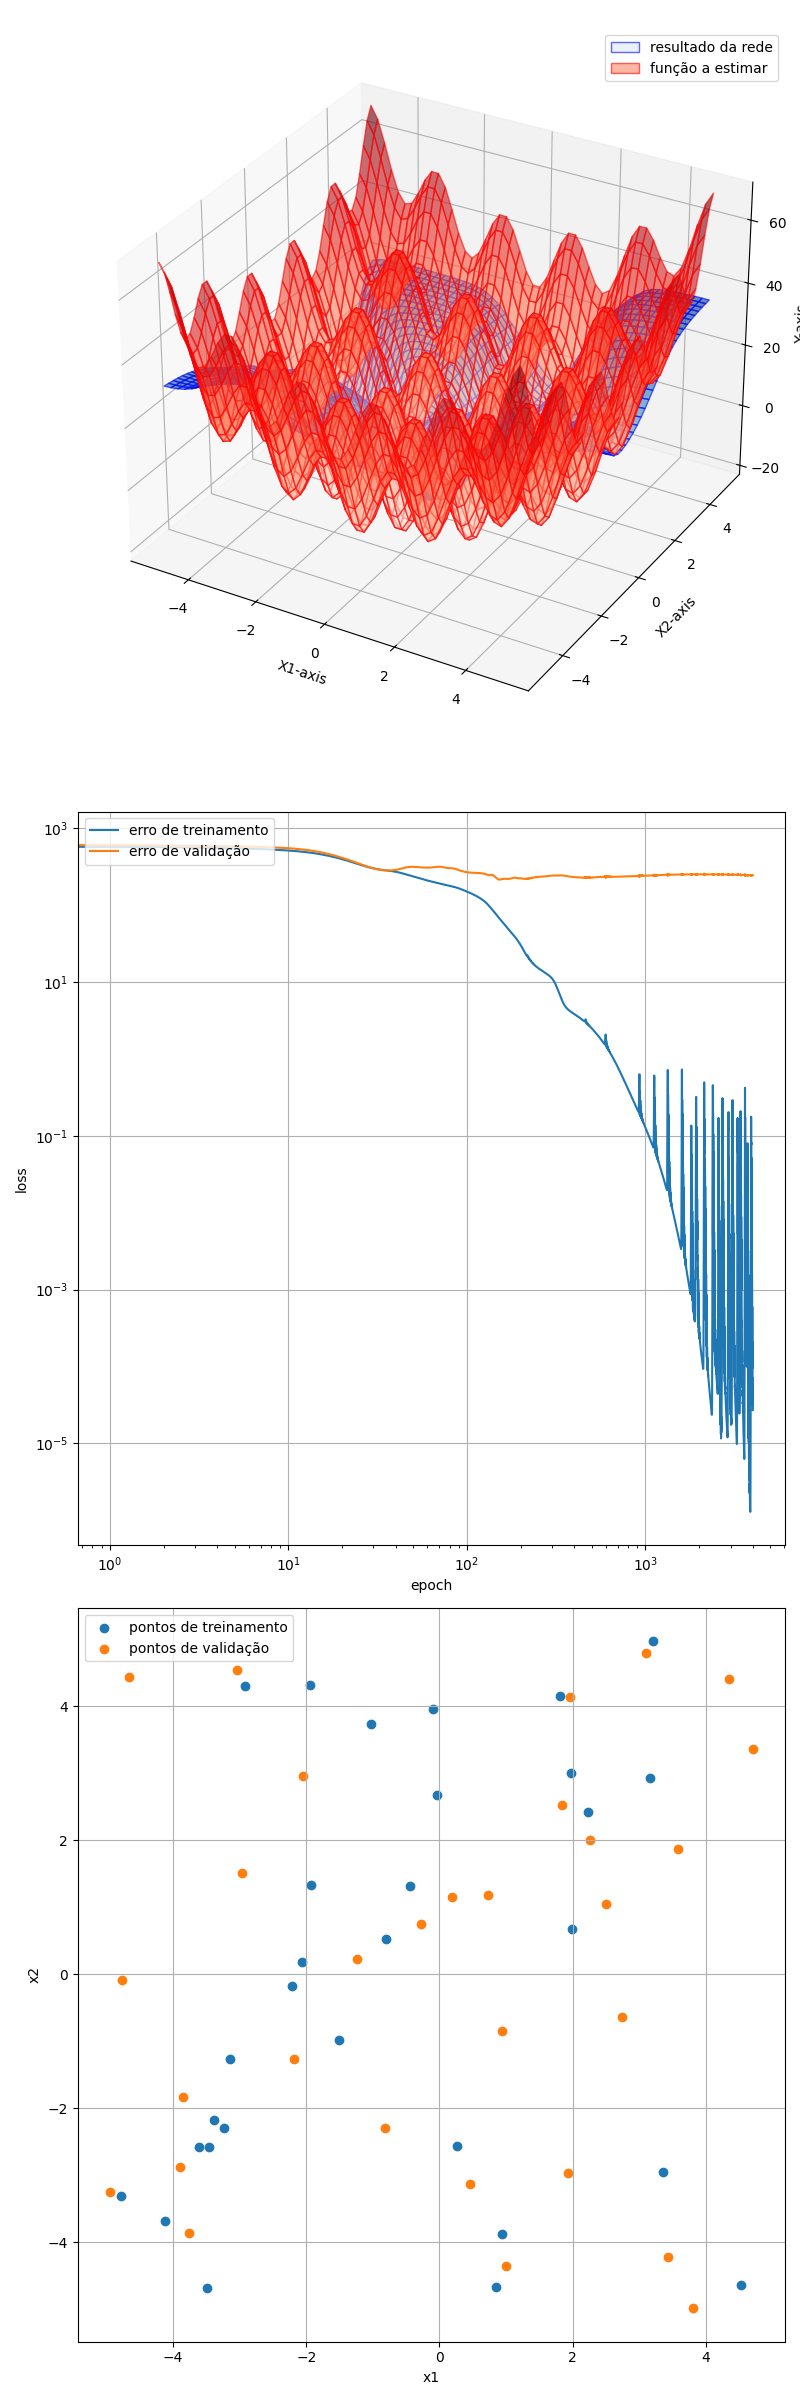 resultado da rede
função a estimar
60
40
20
0
−20
4
2
0
−2
−4
X2-axis
−4
−2
0
2
4
X1-axis
erro de treinamento
erro de validação
10³
10¹
10⁻¹
10⁻³
10⁻⁵
loss
10⁰ 10¹ 10² 10³
epoch
pontos de treinamento
pontos de validação
4
2
0
−2
−4
x2
−4 −2 0 2 4
x1